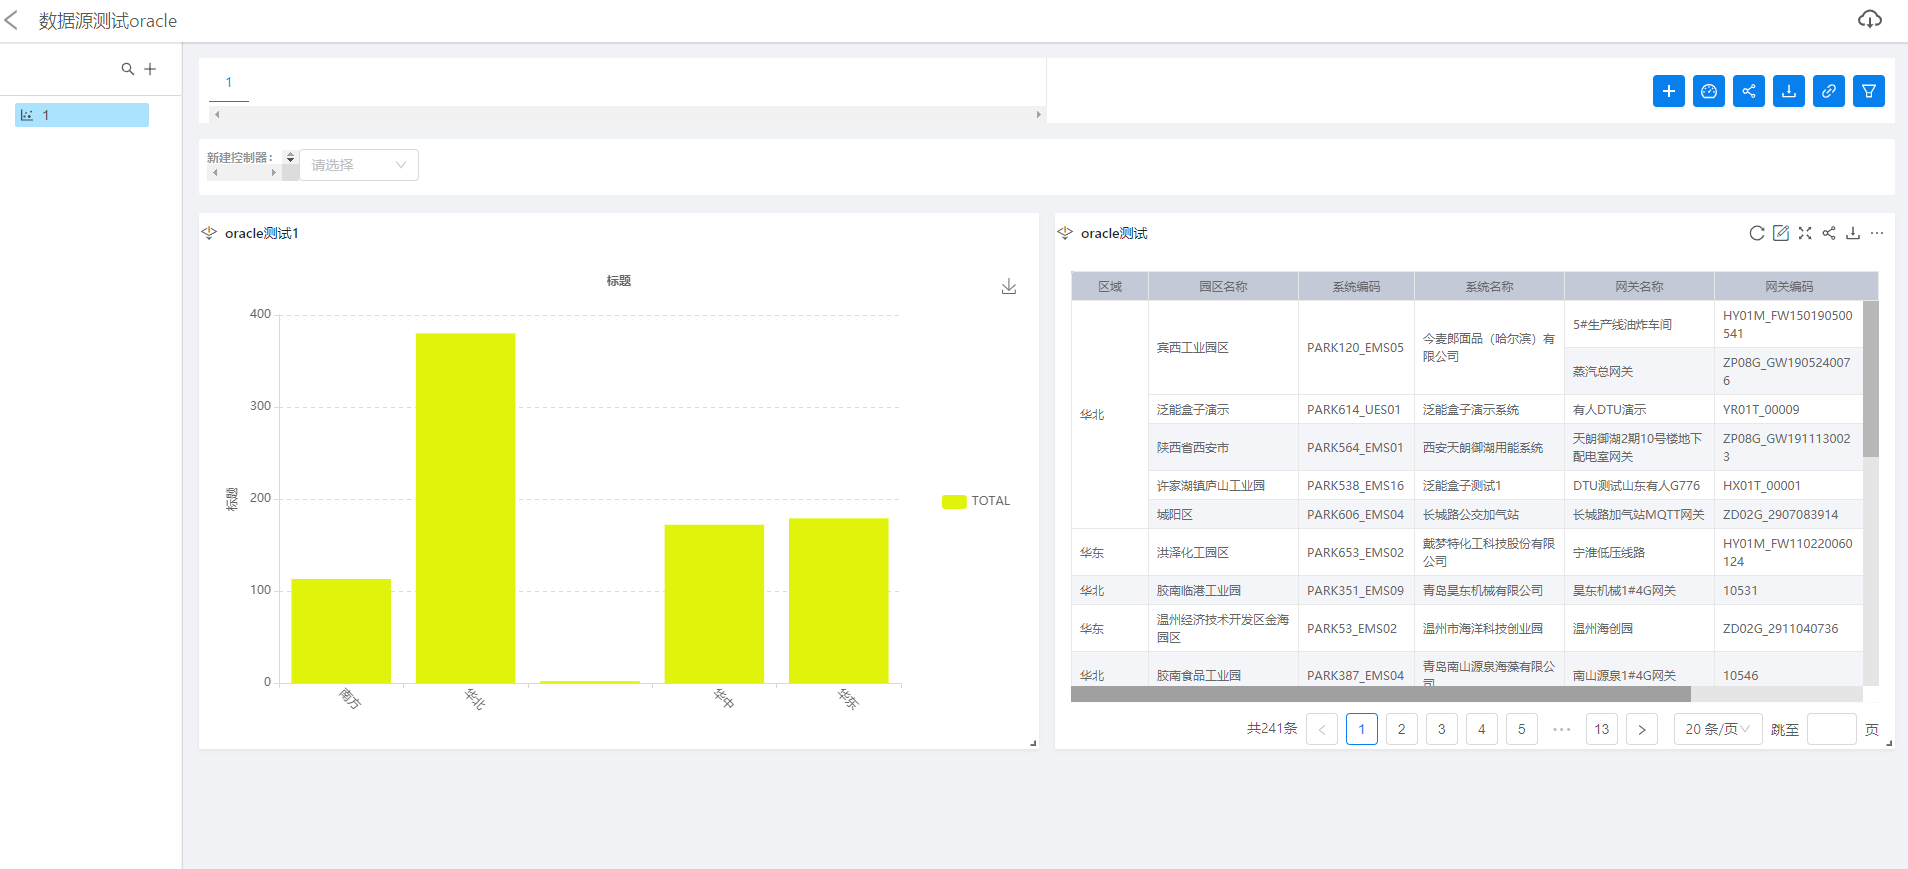 数据源测试oracle
1
1
新建控制器：
请选择
oracle测试1
标题
400
300
200
100
0
标题
南方
华北
华中
华东
TOTAL
oracle测试
区域 园区名称 系统编码 系统名称 网关名称 网关编码
华北
宾西工业园区
PARK120_EMS05
今麦郎面品（哈尔滨）有
限公司
5#生产线油炸车间
HY01M_FW150190500
541
蒸汽总网关
ZP08G_GW190524007
6
泛能盒子演示 PARK614_UES01 泛能盒子演示系统 有人DTU演示 YR01T_00009
陕西省西安市 PARK564_EMS01 西安天朗御湖用能系统
天朗御湖2期10号楼地下
配电室网关
ZP08G_GW191113002
3
许家湖镇庐山工业园 PARK538_EMS16 泛能盒子测试1 DTU测试山东有人G776 HX01T_00001
城阳区 PARK606_EMS04 长城路公交加气站 长城路加气站MQTT网关 ZD02G_2907083914
华东 洪泽化工园区 PARK653_EMS02
戴梦特化工科技股份有限
公司
宁淮低压线路
HY01M_FW110220060
124
华北 胶南临港工业园 PARK351_EMS09 青岛昊东机械有限公司 昊东机械1#4G网关 10531
华东
温州经济技术开发区金海
园区
PARK53_EMS02 温州市海洋科技创业园 温州海创园 ZD02G_2911040736
华北 胶南食品工业园 PARK387_EMS04
青岛南山源泉海藻有限公
司
南山源泉1#4G网关 10546
共241条 < 1 2 3 4 5 ••• 13 > 20 条/页 跳至 页